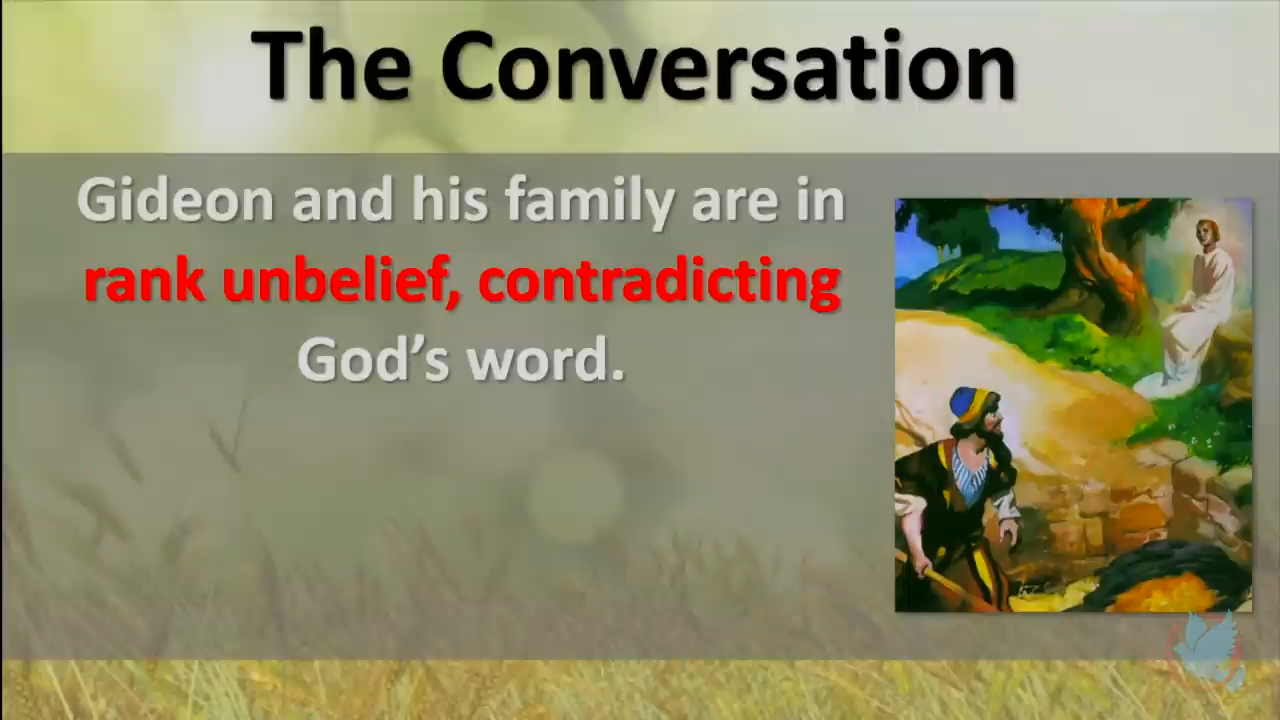 The Conversation
Gideon and his family are in
rank unbelief, contradicting
God’s word.